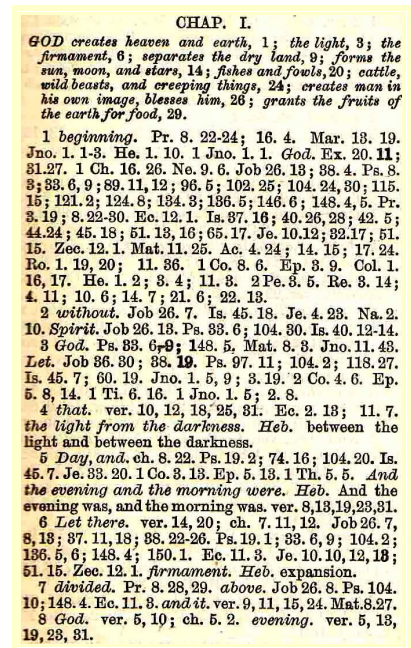 CHAP. I.
GOD creates heaven and earth, 1; the light, 3; the
firmament, 6; separates the dry land, 9; forms the
sun, moon, and stars, 14; fishes and fowls, 20; cattle,
wild beasts, and creeping things, 24; creates man in
his own image, blesses him, 26; grants the fruits of
the earth for food, 29.
1 beginning. Pr. 8. 22-24; 16. 4. Mar. 13. 19.
Jno. 1. 1-3. He. 1. 10. 1 Jno. 1. 1. God. Ex. 20. 11;
31.27. 1 Ch. 16. 26. Ne. 9. 6. Job 26. 13; 38. 4. Ps. 8.
3; 33. 6, 9; 89. 11, 12; 96. 5; 102. 25; 104. 24, 30; 115.
15; 121. 2; 124. 8; 134. 3; 136. 5; 146. 6; 148. 4, 5. Pr.
3. 19; 8. 22-30. Ec. 12. 1. Is. 37. 16; 40. 26, 28; 42. 5;
44.24; 45. 18; 51. 13, 16; 65. 17. Je. 10.12; 32.17; 51.
15. Zec. 12. 1. Mat. 11. 25. Ac. 4. 24; 14. 15; 17. 24.
Ro. 1. 19, 20; 11. 36. 1 Co. 8. 6. Ep. 3. 9. Col. 1.
16, 17. He. 1. 2; 3. 4; 11. 3. 2 Pe. 3. 5. Re. 3. 14;
4. 11; 10. 6; 14. 7; 21. 6; 22. 13.
2 without. Job 26. 7. Is. 45. 18. Je. 4. 23. Na. 2.
10. Spirit. Job 26. 13. Ps. 33. 6; 104. 30. Is. 40. 12-14.
3 God. Ps. 33. 6-9; 148. 5. Mat. 8. 3. Jno. 11. 43.
Let. Job 36. 30; 38. 19. Ps. 97. 11; 104. 2; 118. 27.
Is. 45. 7; 60. 19. Jno. 1. 5, 9; 3. 19. 2 Co. 4. 6. Ep.
5. 8, 14. 1 Ti. 6. 16. 1 Jno. 1. 5; 2. 8.
4 that. ver. 10, 12, 18, 25, 31. Ec. 2. 13; 11. 7.
the light from the darkness. Heb. between the
light and between the darkness.
5 Day, and. ch. 8. 22. Ps. 19. 2; 74. 16; 104. 20. Is.
45. 7. Je. 33. 20. 1 Co. 3. 13. Ep. 5. 13. 1 Th. 5. 5. And
the evening and the morning were. Heb. And the
evening was, and the morning was. ver. 8,13,19,23,31.
6 Let there. ver. 14, 20; ch. 7. 11, 12. Job 26. 7,
8, 13; 37. 11, 18; 38. 22-26. Ps. 19. 1; 33. 6, 9; 104. 2;
136. 5, 6; 148. 4; 150. 1. Ec. 11. 3. Je. 10. 10, 12, 13;
51. 15. Zec. 12. 1. firmament. Heb. expansion.
7 divided. Pr. 8. 28, 29. above. Job 26. 8. Ps. 104.
10; 148. 4. Ec. 11. 3. and it. ver. 9, 11, 15, 24. Mat.8.27.
8 God. ver. 5, 10; ch. 5. 2. evening. ver. 5, 13,
19, 23, 31.